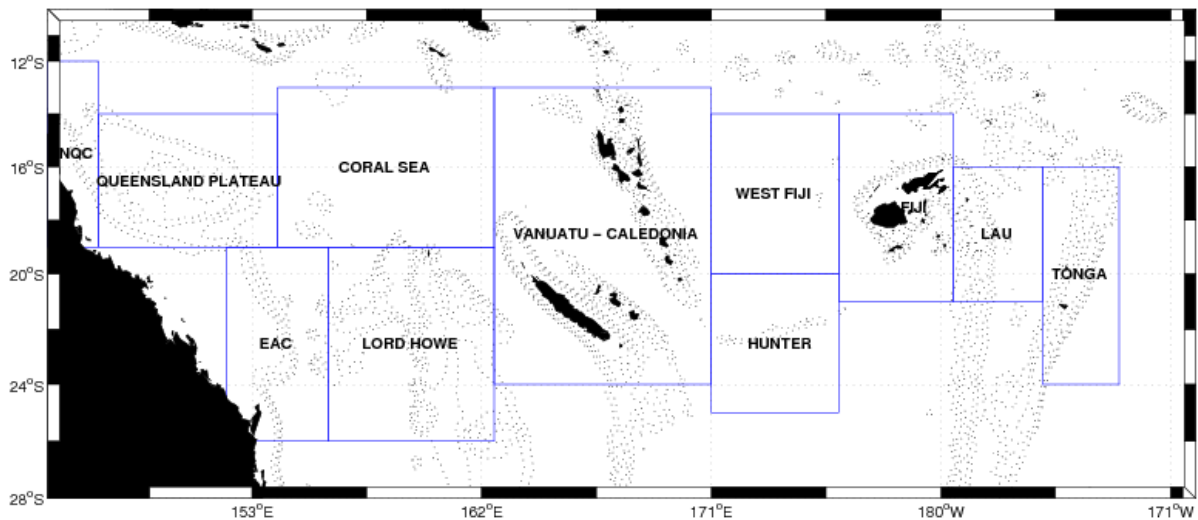 12°S
NQC
CORAL SEA
16°S
QUEENSLAND PLATEAU
WEST FIJI
FIJI
VANUATU – CALEDONIA
LAU
20°S
TONGA
EAC
LORD HOWE
HUNTER
24°S
28°S
153°E
162°E
171°E
180°W
171°W